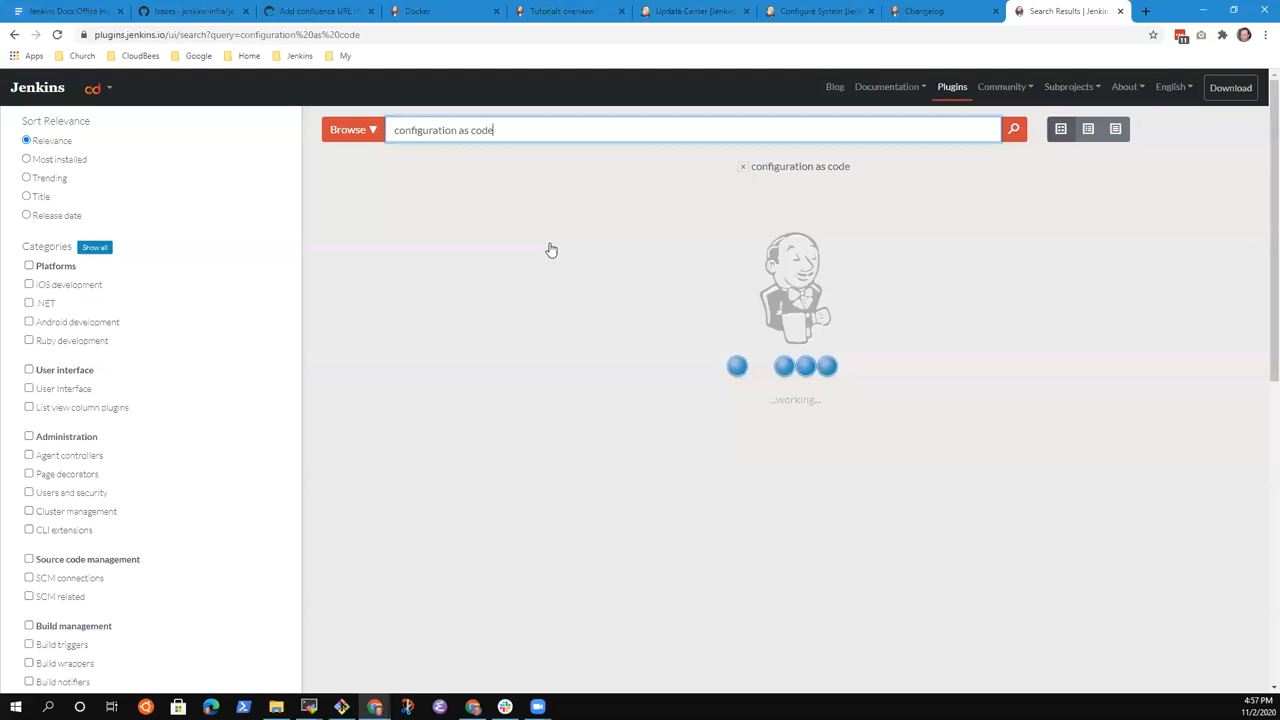 Jenkins Docs Office Ho
Issues · jenkins-infra/je
Add confluence URL cf
Docker
Tutorials overview
Update Center [Jenkin
Configure System [Jen
Changelog
Search Results | Jenkin
plugins.jenkins.io/ui/search?query=configuration%20as%20code
11
Apps
Church
CloudBees
Google
Home
Jenkins
My
Jenkins
cd
Blog
Documentation
Plugins
Community
Subprojects
About
English
Download
Sort Relevance
Relevance
Most installed
Trending
Title
Release date
Categories
Show all
Platforms
iOS development
.NET
Android development
Ruby development
User interface
User Interface
List view column plugins
Administration
Agent controllers
Page decorators
Users and security
Cluster management
CLI extensions
Source code management
SCM connections
SCM related
Build management
Build triggers
Build wrappers
Build notifiers
Browse ▼
configuration as code
× configuration as code
...working...
4:57 PM
11/2/2020